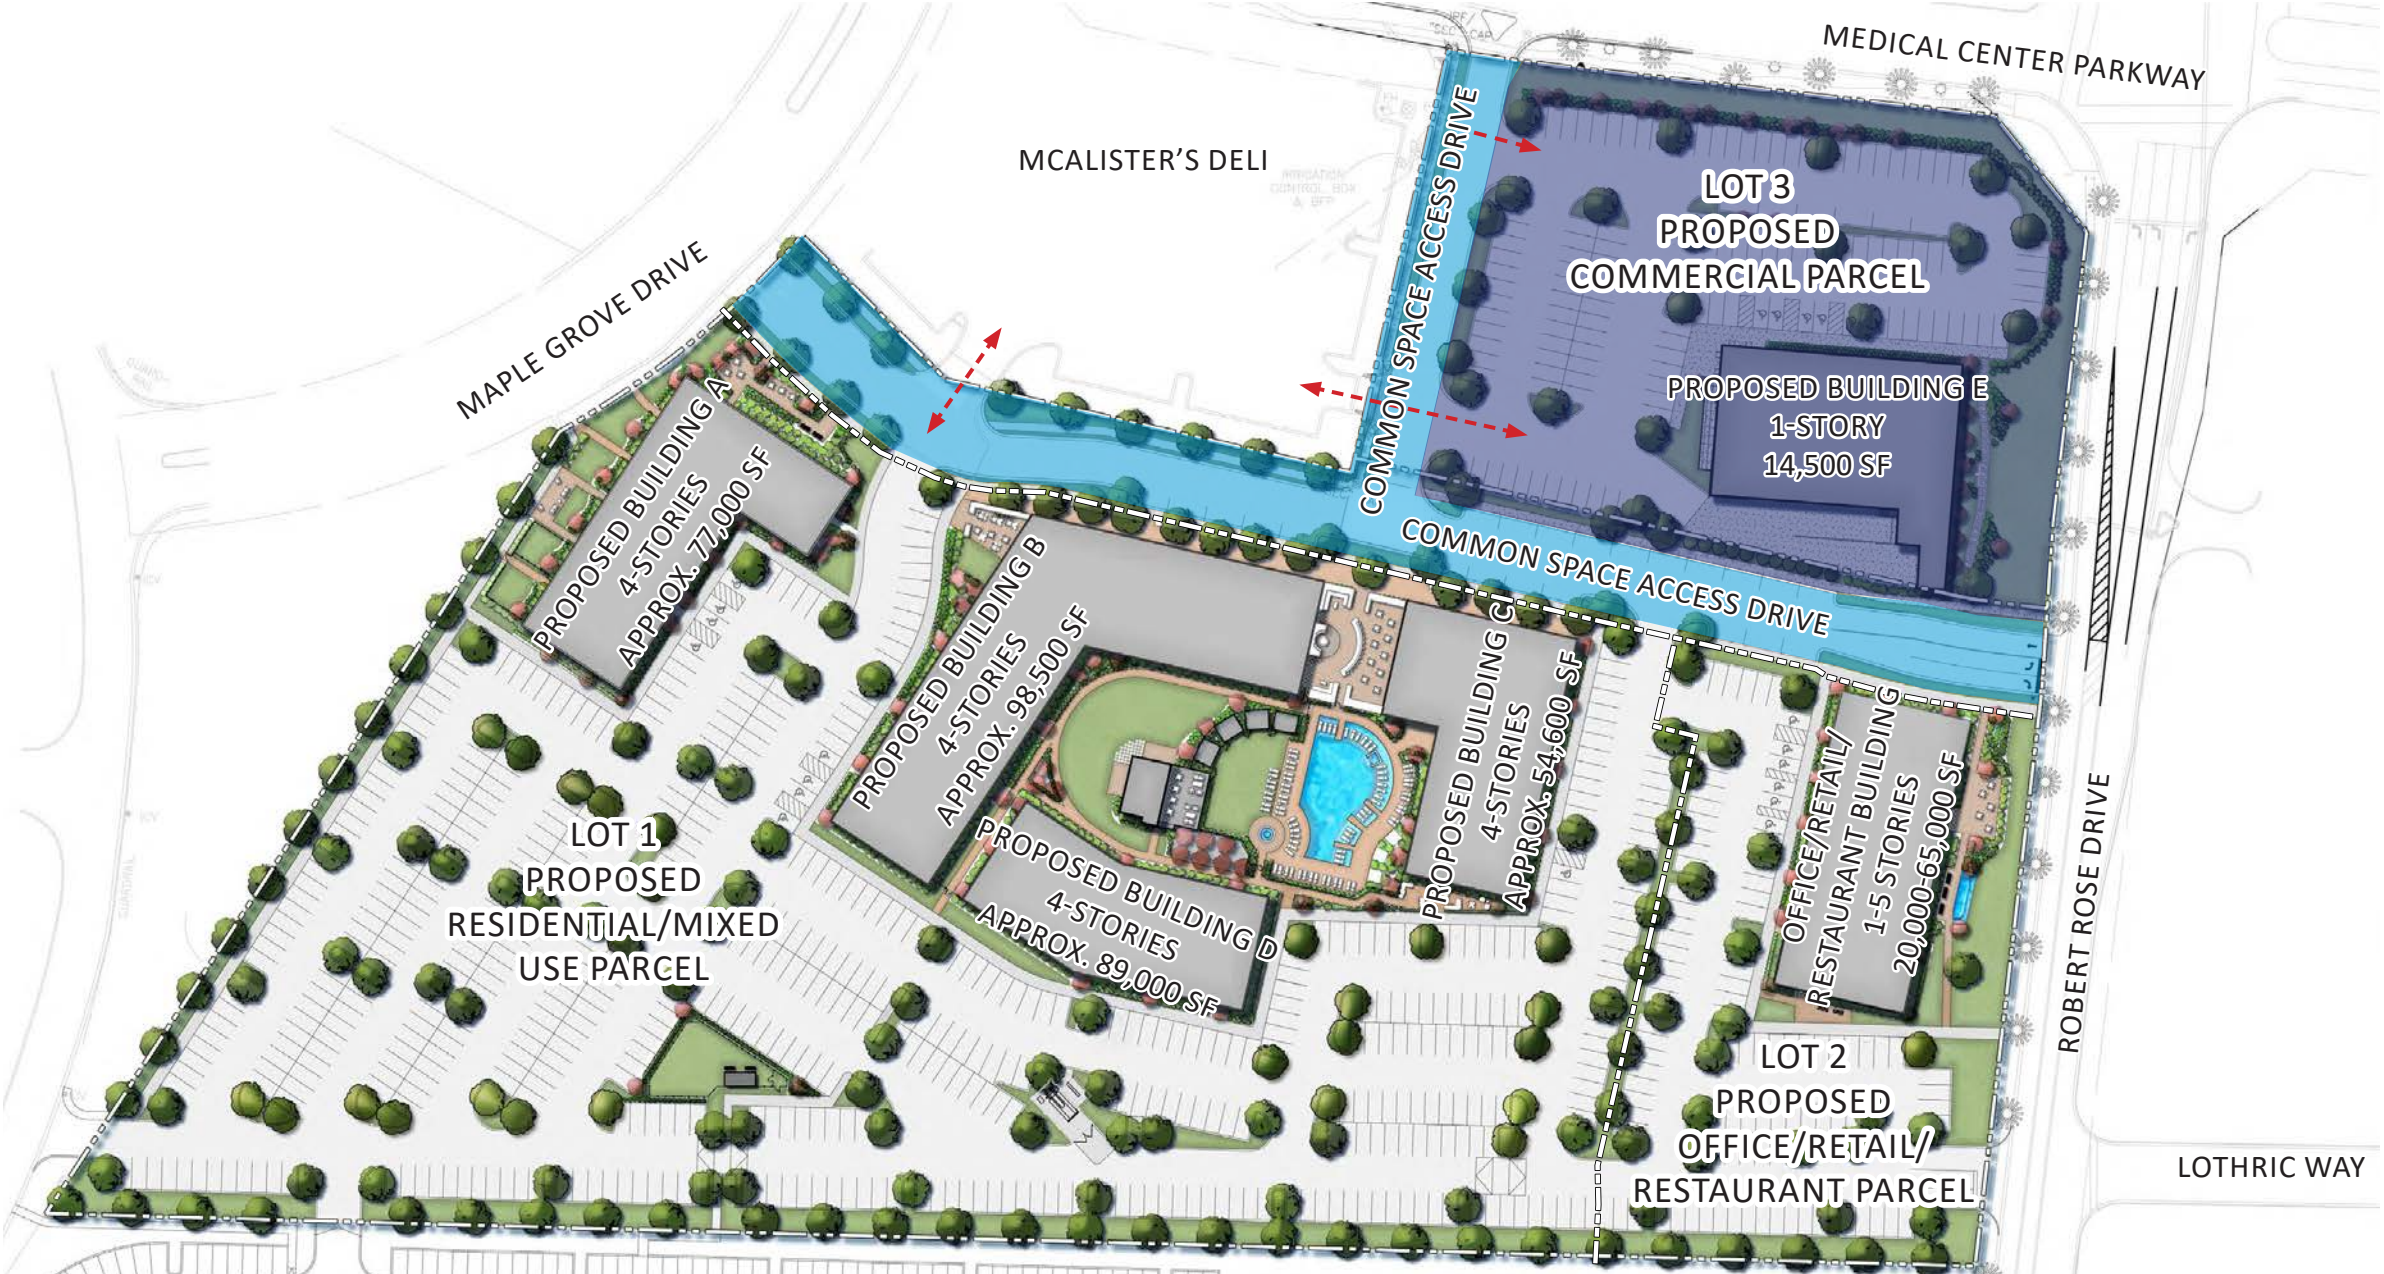 MEDICAL CENTER PARKWAY
MCALISTER'S DELI
IRRIGATION
CONTROL BOX
& BFP
COMMON SPACE ACCESS DRIVE
LOT 3
PROPOSED
COMMERCIAL PARCEL
MAPLE GROVE DRIVE
PROPOSED BUILDING E
1-STORY
14,500 SF
PROPOSED BUILDING A
4-STORIES
APPROX. 77,000 SF
COMMON SPACE ACCESS DRIVE
PROPOSED BUILDING B
4-STORIES
APPROX. 98,500 SF
PROPOSED BUILDING C
4-STORIES
APPROX. 54,600 SF
OFFICE/RETAIL/
RESTAURANT BUILDING
1-5 STORIES
20,000-65,000 SF
PROPOSED BUILDING D
4-STORIES
APPROX. 89,000 SF
LOT 1
PROPOSED
RESIDENTIAL/MIXED
USE PARCEL
ROBERT ROSE DRIVE
LOT 2
PROPOSED
OFFICE/RETAIL/
RESTAURANT PARCEL
LOTHRIC WAY